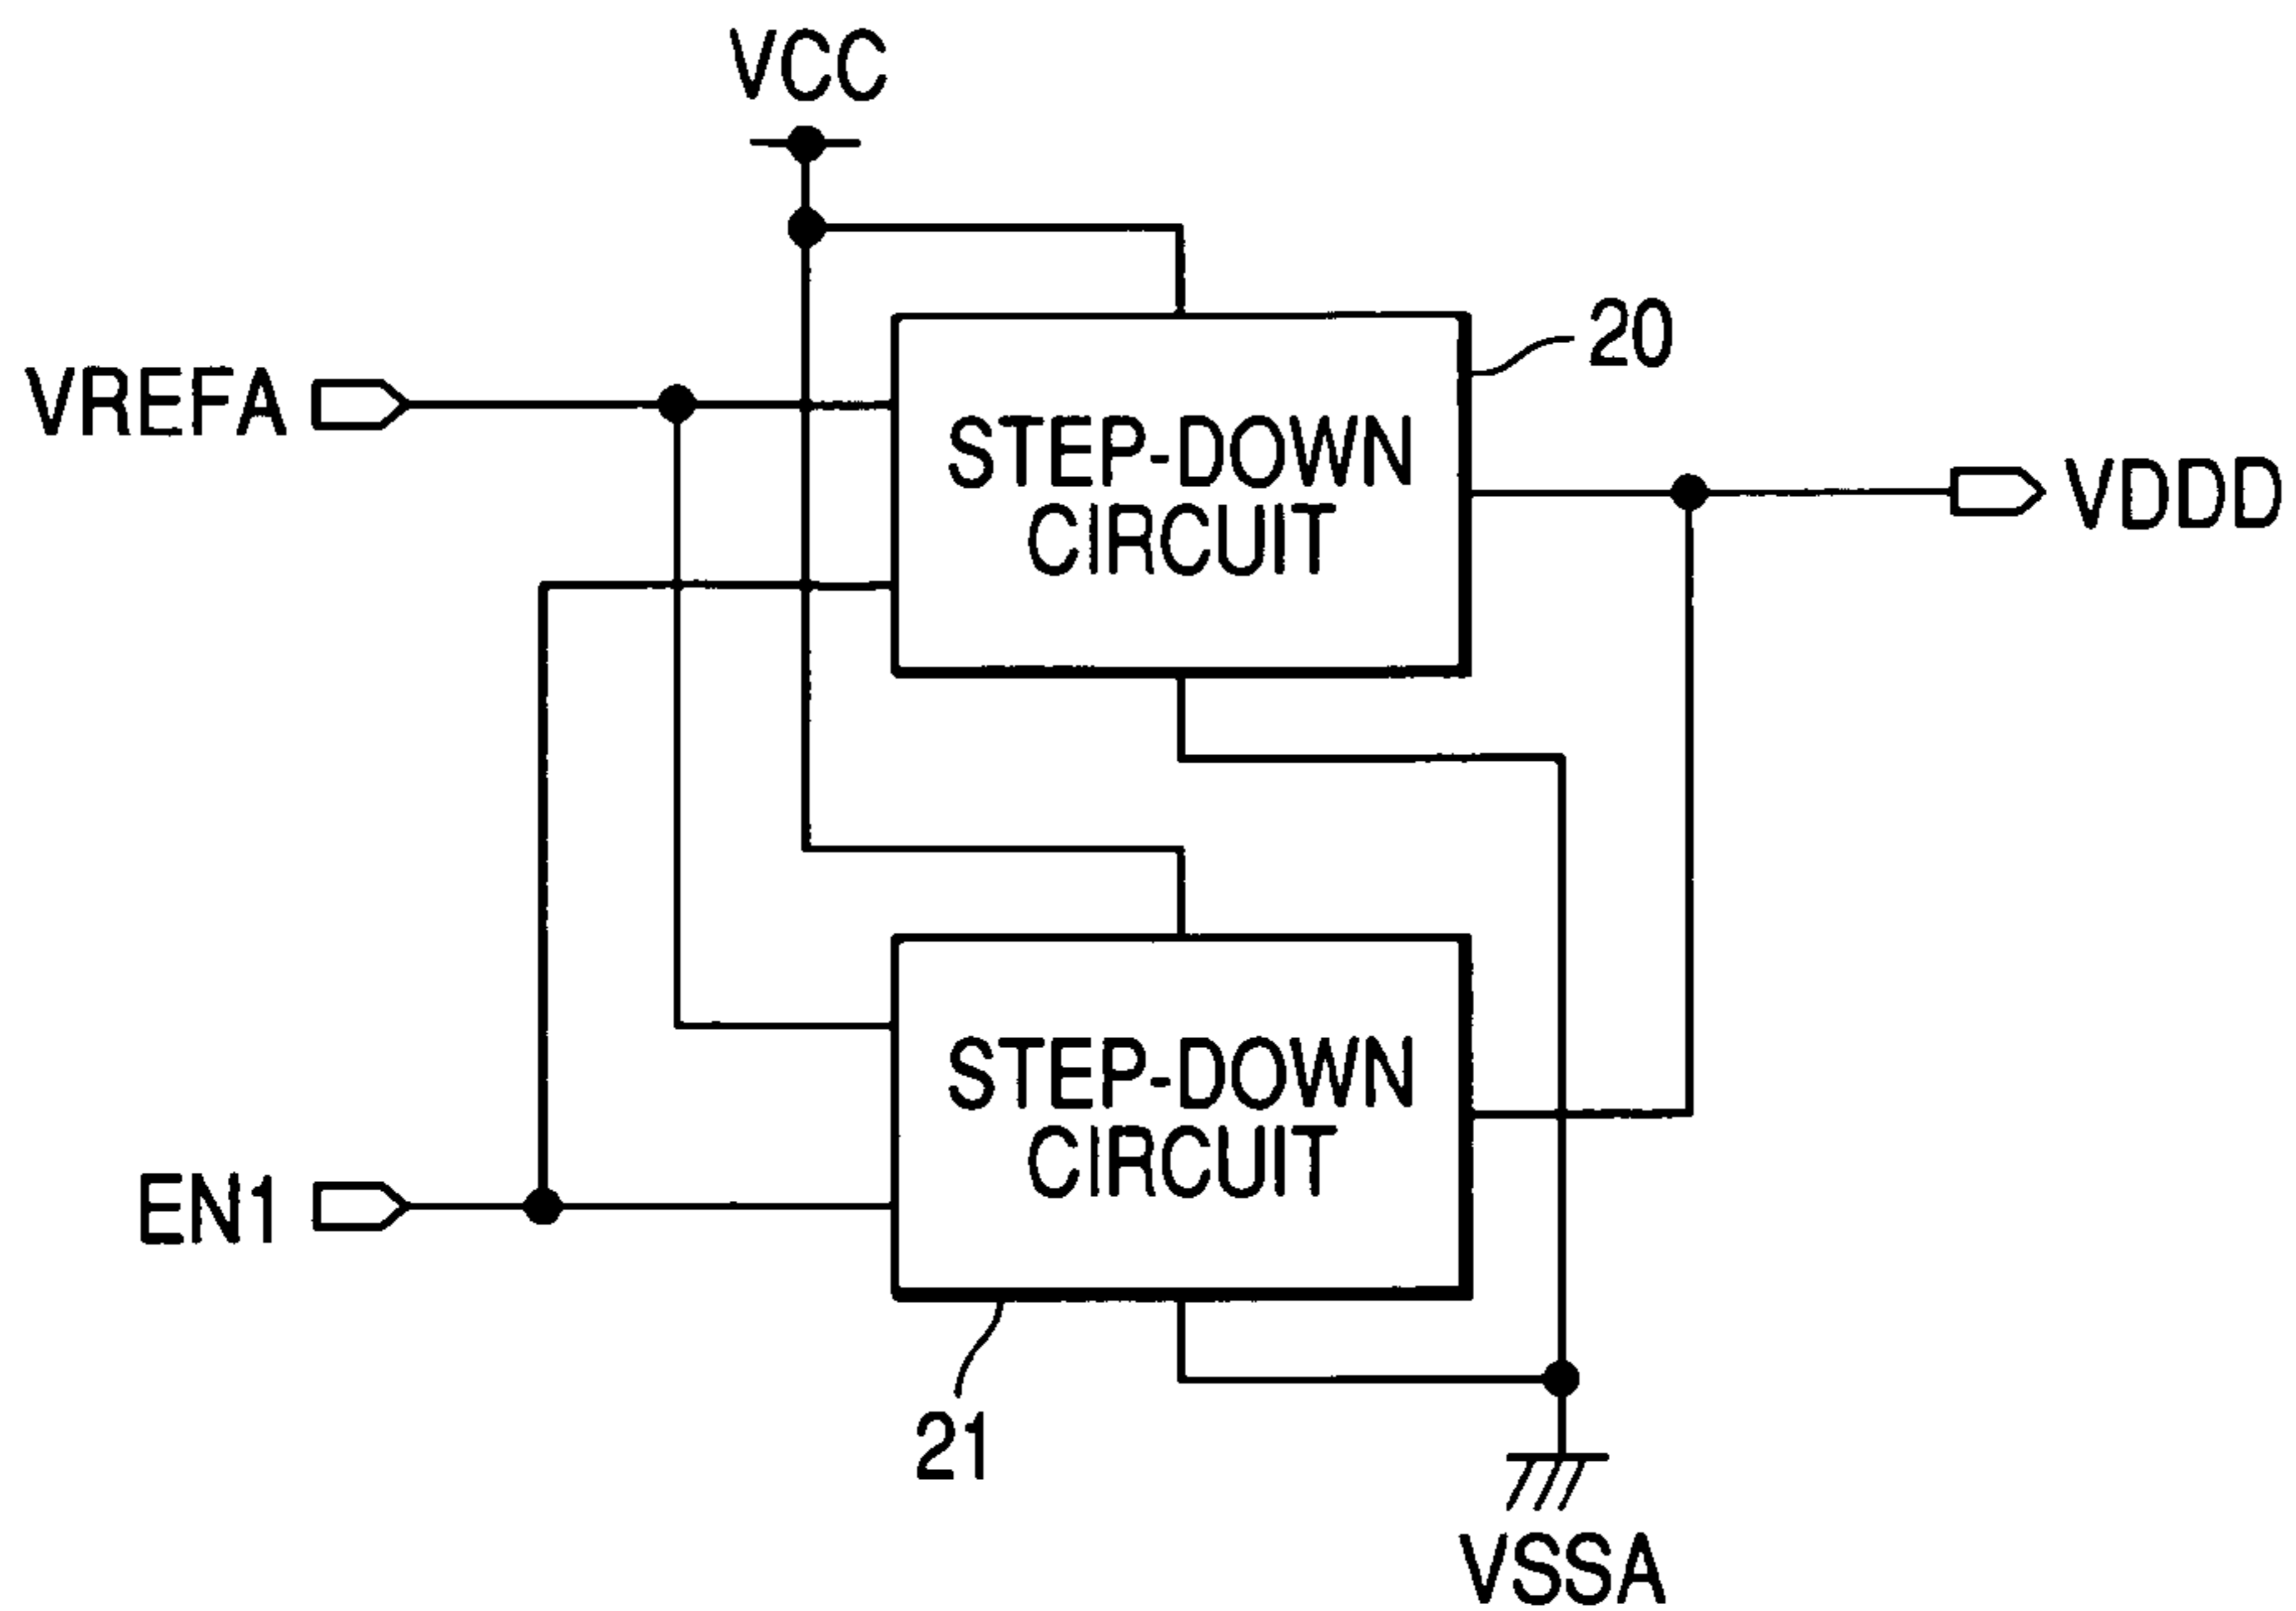 VCC
20
VREFA
STEP-DOWN
CIRCUIT
VDDD
STEP-DOWN
CIRCUIT
EN1
21
VSSA